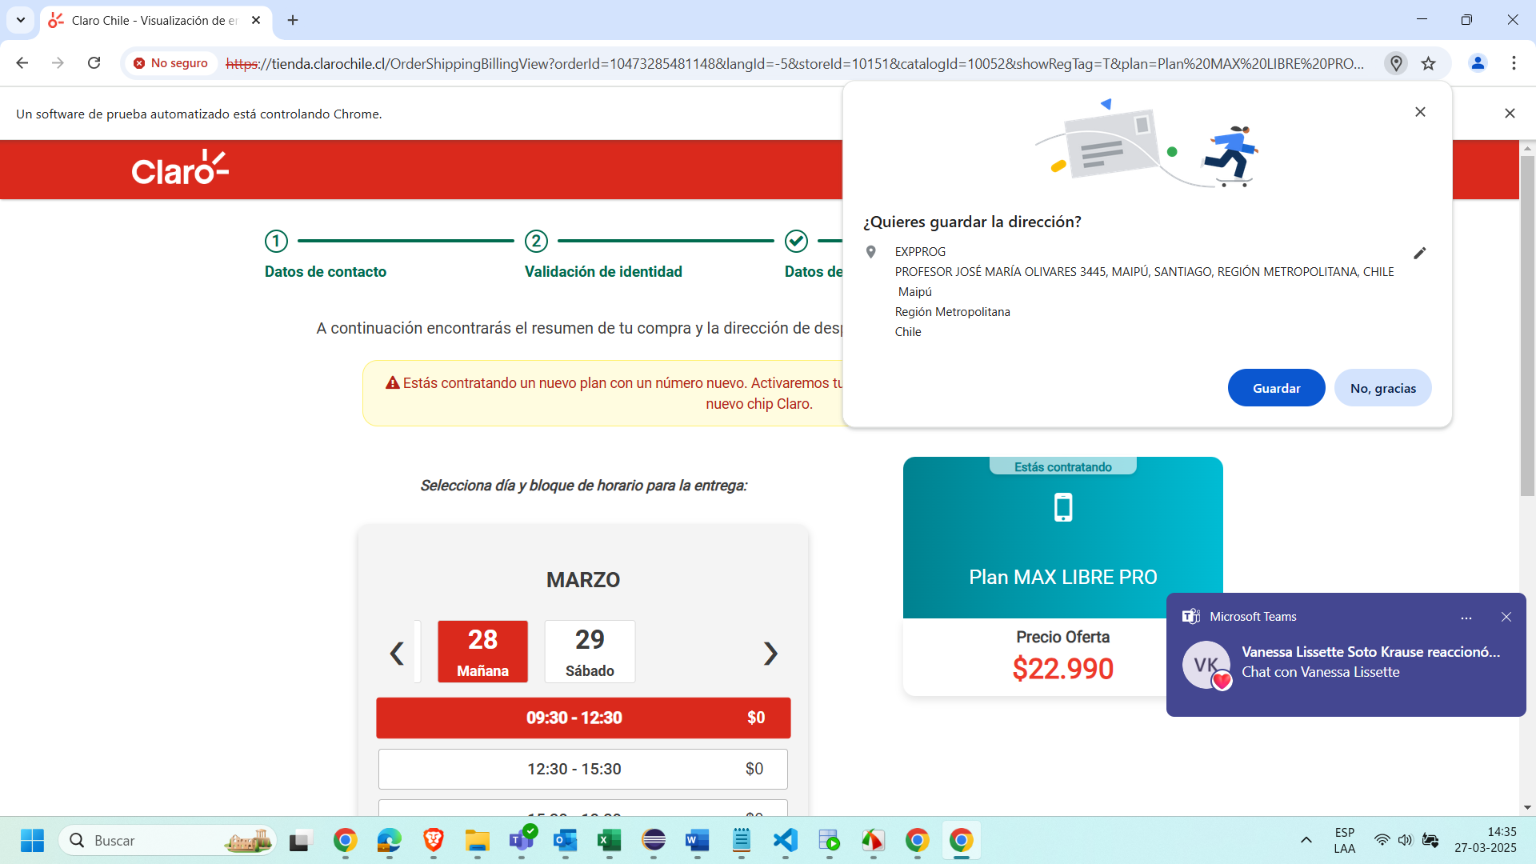 Claro Chile - Visualización de e
No seguro
https://tienda.clarochile.cl/OrderShippingBillingView?orderId=10473285481148&langId=-5&storeId=10151&catalogId=10052&showRegTag=T&plan=Plan%20MAX%20LIBRE%20PRO...
Un software de prueba automatizado está controlando Chrome.
Claro
¿Quieres guardar la dirección?
EXPPROG
PROFESOR JOSÉ MARÍA OLIVARES 3445, MAIPÚ, SANTIAGO, REGIÓN METROPOLITANA, CHILE
Maipú
Región Metropolitana
Chile
Guardar
No, gracias
1
2
Datos de contacto
Validación de identidad
Datos de
A continuación encontrarás el resumen de tu compra y la dirección de desp
Estás contratando un nuevo plan con un número nuevo. Activaremos tu
nuevo chip Claro.
Selecciona día y bloque de horario para la entrega:
MARZO
28
Mañana
29
Sábado
09:30 - 12:30 $0
12:30 - 15:30 $0
Estás contratando
Plan MAX LIBRE PRO
Precio Oferta
$22.990
Microsoft Teams
VK
Vanessa Lissette Soto Krause reaccionó...
Chat con Vanessa Lissette
Buscar
ESP
LAA
14:35
27-03-2025